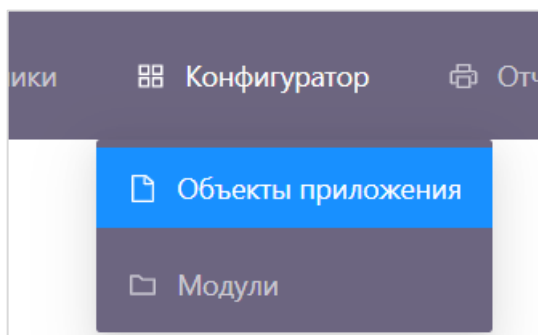 ики Конфигуратор Отч
Объекты приложения
Модули